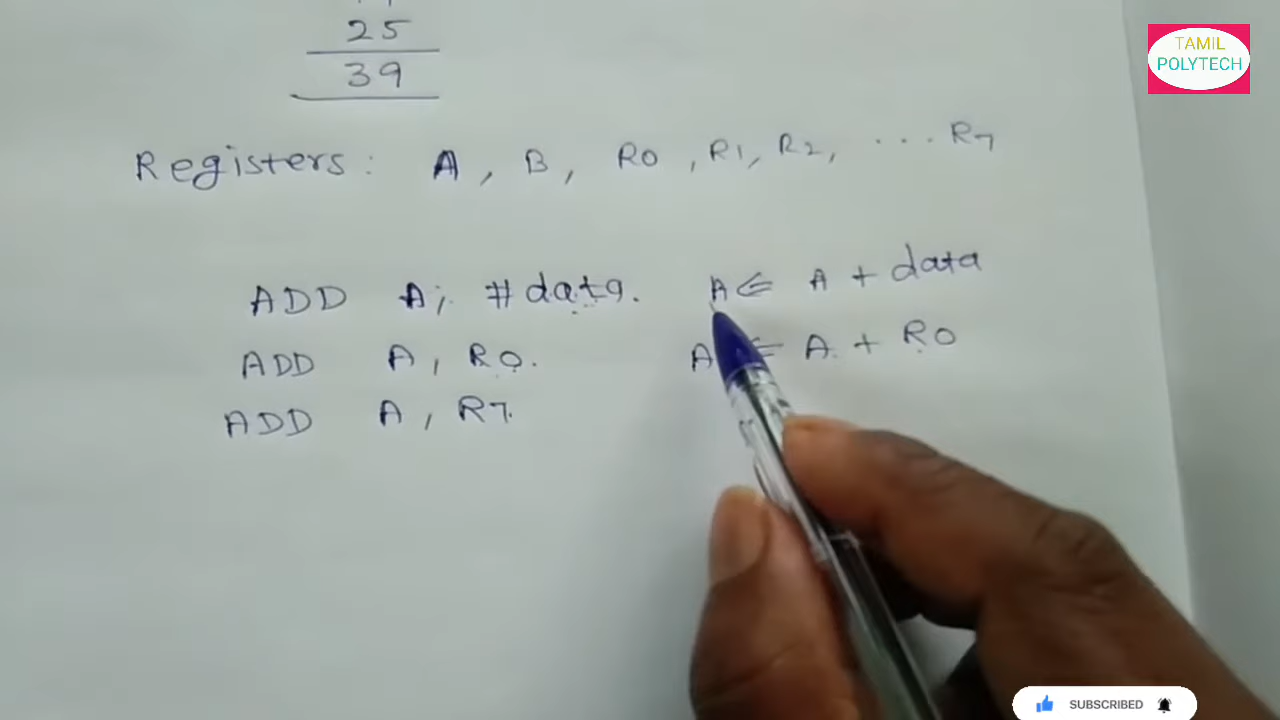 25
39
Registers: A, B, R0, R1, R2, ... R7
ADD A, #data. A ⇐ A + data
ADD A, R0. A ⇐ A + R0
ADD A, R7.
TAMIL
POLYTECH
SUBSCRIBED